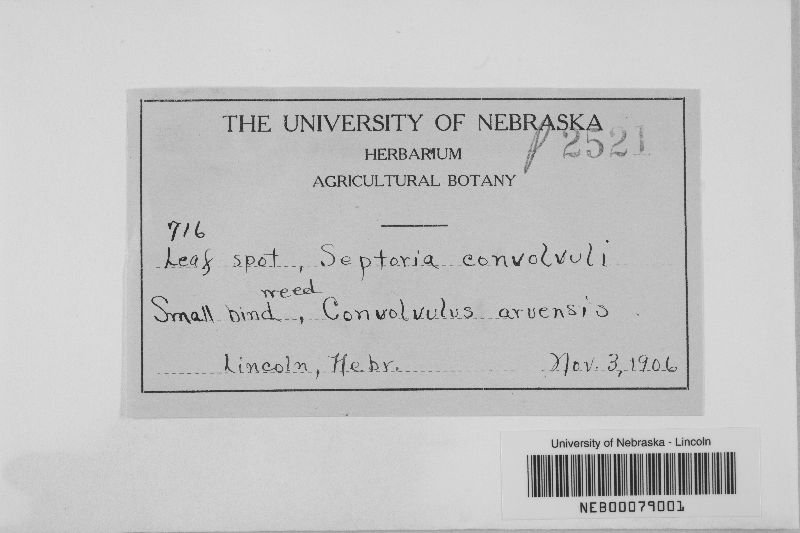 THE UNIVERSITY OF NEBRASKA
HERBARIUM
AGRICULTURAL BOTANY
P 2521
716
Leaf spot, Septoria convolvuli
Small bind weed, Convolvulus arvensis.
Lincoln, Nebr. Nov. 3, 1906
University of Nebraska - Lincoln
NEB00079001